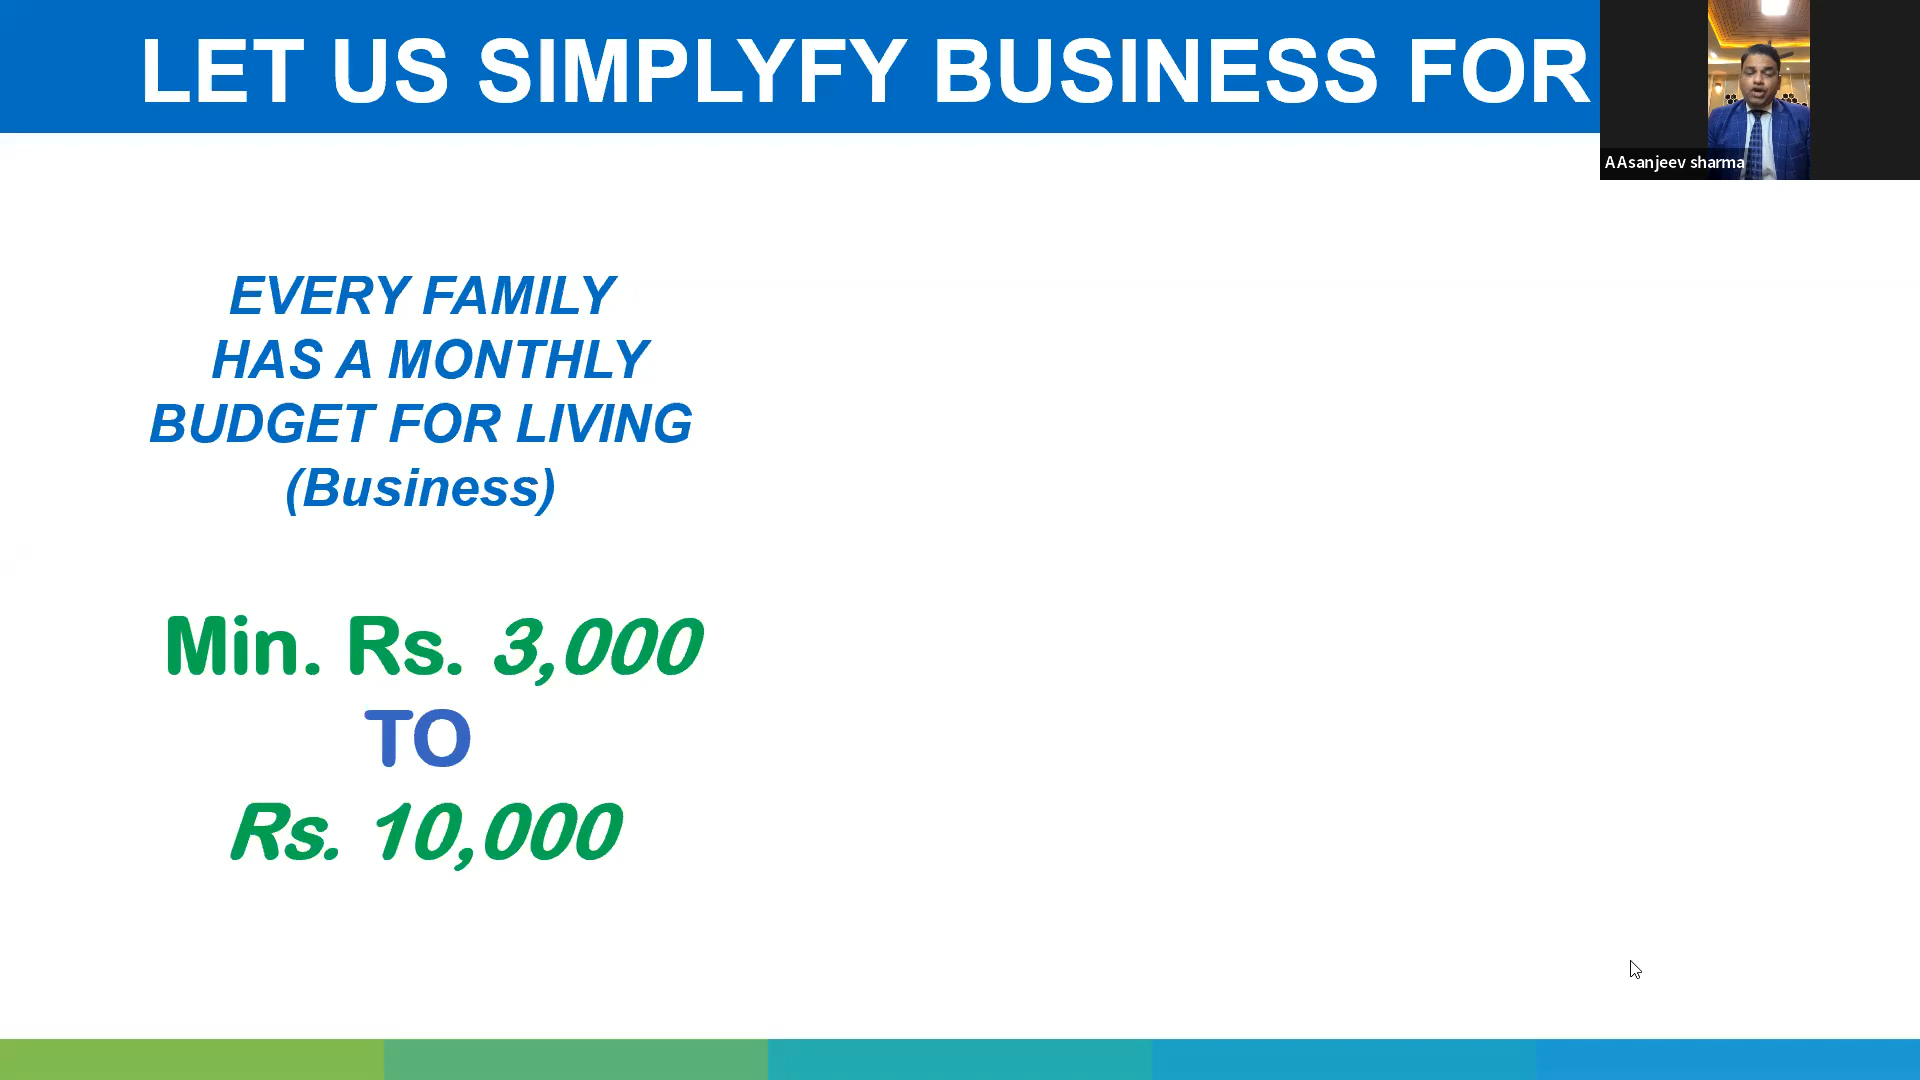 LET US SIMPLYFY BUSINESS FOR
AAsanjeev sharma
EVERY FAMILY
HAS A MONTHLY
BUDGET FOR LIVING
(Business)
Min. Rs. 3,000
TO
Rs. 10,000